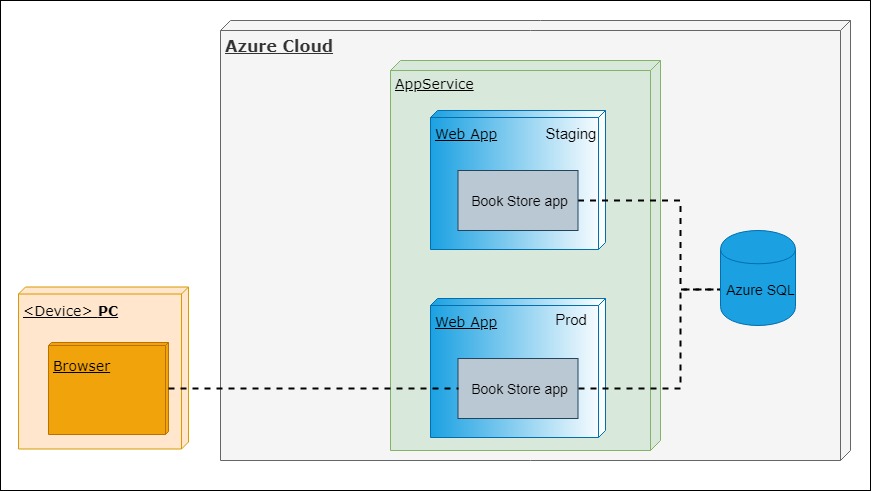 Azure Cloud
AppService
Web App
Staging
Book Store app
Azure SQL
<Device> PC
Browser
Web App
Prod
Book Store app